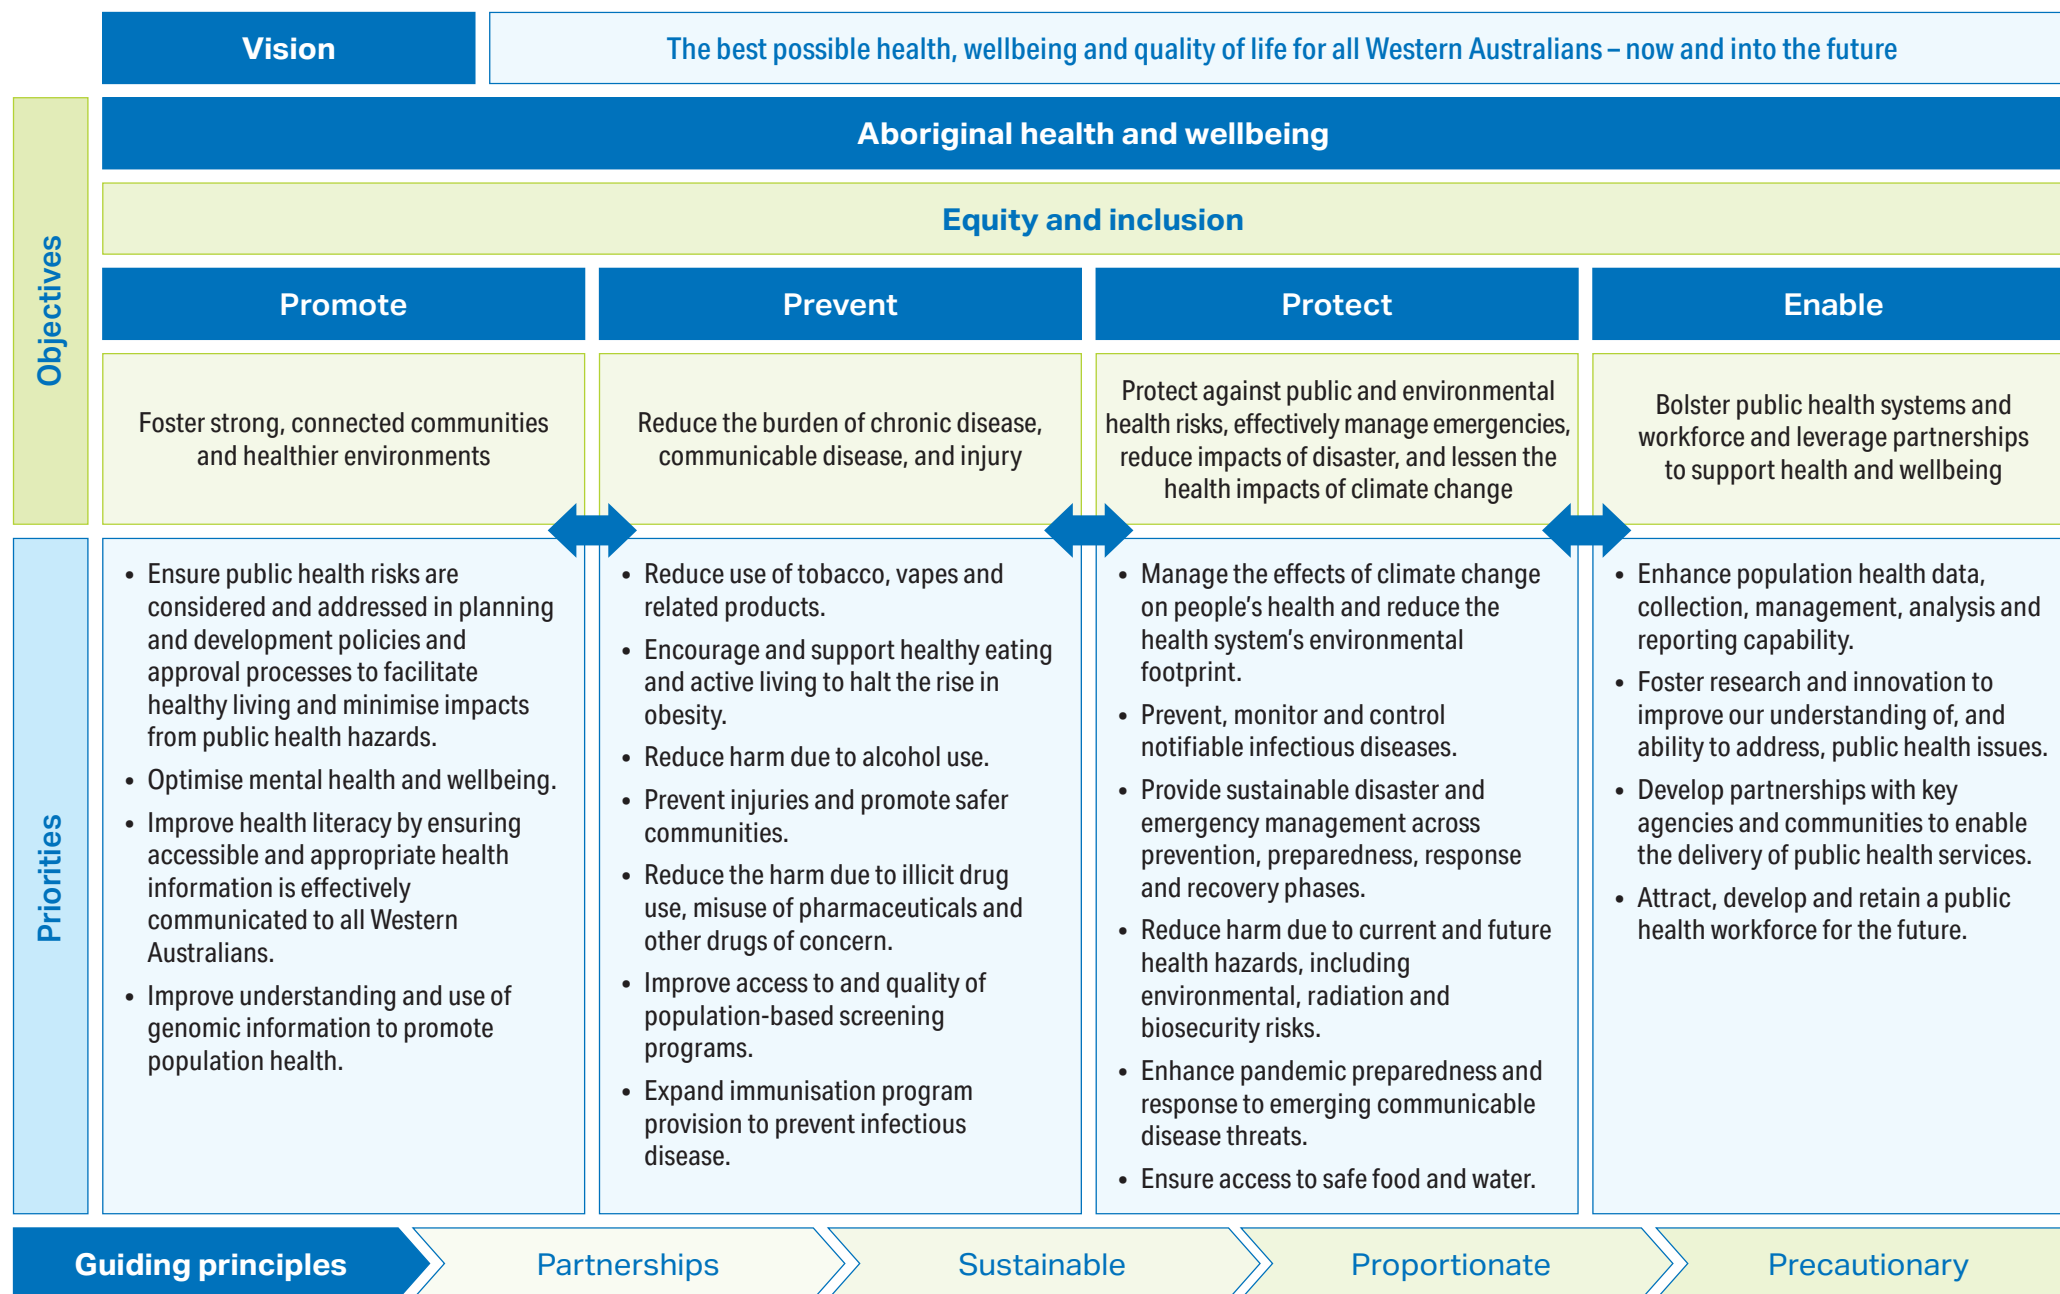 Vision
The best possible health, wellbeing and quality of life for all Western Australians – now and into the future
Objectives
Aboriginal health and wellbeing
Equity and inclusion
Promote
Foster strong, connected communities
and healthier environments
Prevent
Reduce the burden of chronic disease,
communicable disease, and injury
Protect
Protect against public and environmental
health risks, effectively manage emergencies,
reduce impacts of disaster, and lessen the
health impacts of climate change
Enable
Bolster public health systems and
workforce and leverage partnerships
to support health and wellbeing
Priorities
• Ensure public health risks are
considered and addressed in planning
and development policies and
approval processes to facilitate
healthy living and minimise impacts
from public health hazards.
• Optimise mental health and wellbeing.
• Improve health literacy by ensuring
accessible and appropriate health
information is effectively
communicated to all Western
Australians.
• Improve understanding and use of
genomic information to promote
population health.
• Reduce use of tobacco, vapes and
related products.
• Encourage and support healthy eating
and active living to halt the rise in
obesity.
• Reduce harm due to alcohol use.
• Prevent injuries and promote safer
communities.
• Reduce the harm due to illicit drug
use, misuse of pharmaceuticals and
other drugs of concern.
• Improve access to and quality of
population-based screening
programs.
• Expand immunisation program
provision to prevent infectious
disease.
• Manage the effects of climate change
on people's health and reduce the
health system's environmental
footprint.
• Prevent, monitor and control
notifiable infectious diseases.
• Provide sustainable disaster and
emergency management across
prevention, preparedness, response
and recovery phases.
• Reduce harm due to current and future
health hazards, including
environmental, radiation and
biosecurity risks.
• Enhance pandemic preparedness and
response to emerging communicable
disease threats.
• Ensure access to safe food and water.
• Enhance population health data,
collection, management, analysis and
reporting capability.
• Foster research and innovation to
improve our understanding of, and
ability to address, public health issues.
• Develop partnerships with key
agencies and communities to enable
the delivery of public health services.
• Attract, develop and retain a public
health workforce for the future.
Guiding principles
Partnerships
Sustainable
Proportionate
Precautionary